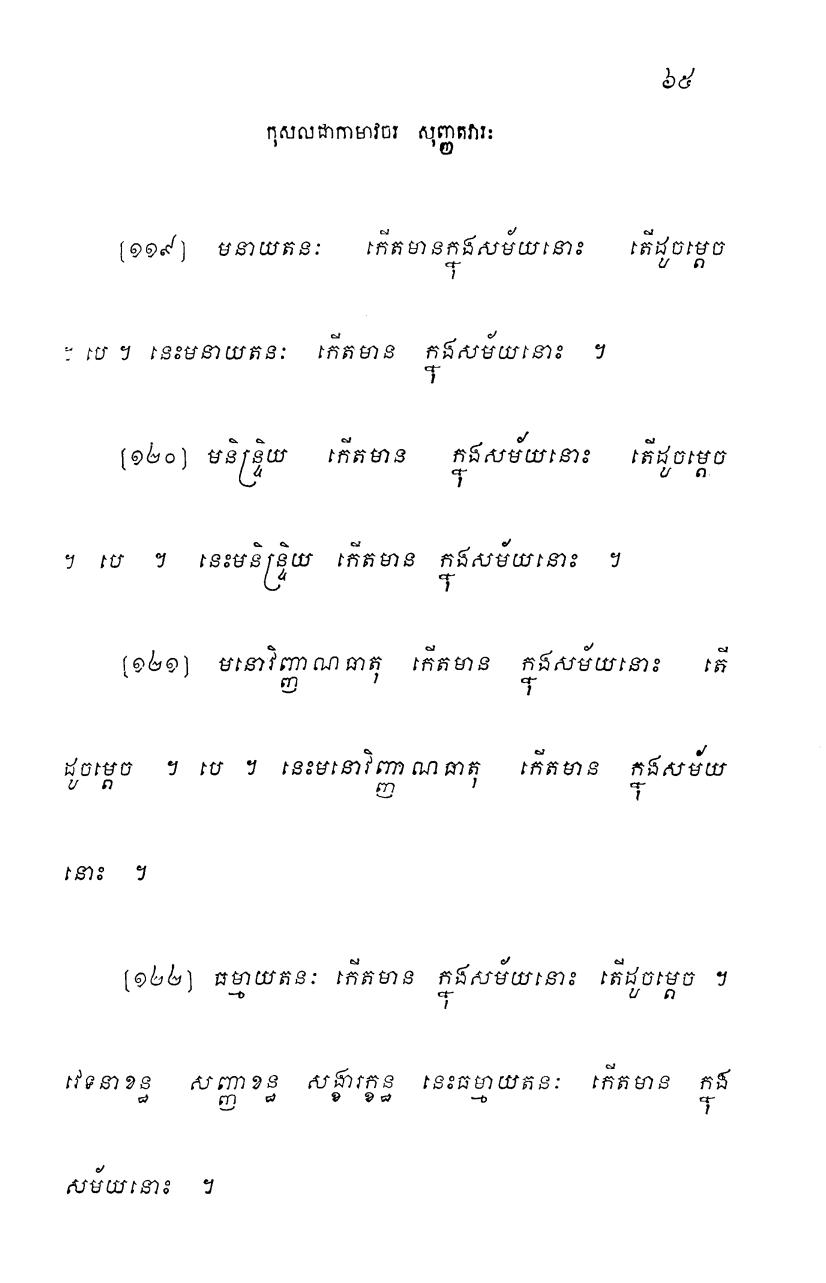 ៦៥
កុសលជាកាមាវចរ សុញ្ញតវារៈ
[១១៩] មនាយតនៈ កើតមានក្នុងសម័យនោះ តើដូចម្តេច
។ បេ ។ នេះមនាយតនៈ កើតមាន ក្នុងសម័យនោះ ។
[១២០] មនិន្ទ្រិយ កើតមាន ក្នុងសម័យនោះ តើដូចម្តេច
។ បេ ។ នេះមនិន្ទ្រិយ កើតមាន ក្នុងសម័យនោះ ។
[១២១] មនោវិញ្ញាណធាតុ កើតមាន ក្នុងសម័យនោះ តើ
ដូចម្តេច ។ បេ ។ នេះមនោវិញ្ញាណធាតុ កើតមាន ក្នុងសម័យ
នោះ ។
[១២២] ធម្មាយតនៈ កើតមាន ក្នុងសម័យនោះ តើដូចម្តេច ។
វេទនាខន្ធ សញ្ញាខន្ធ សង្ខារក្ខន្ធ នេះធម្មាយតនៈ កើតមាន ក្នុង
សម័យនោះ ។